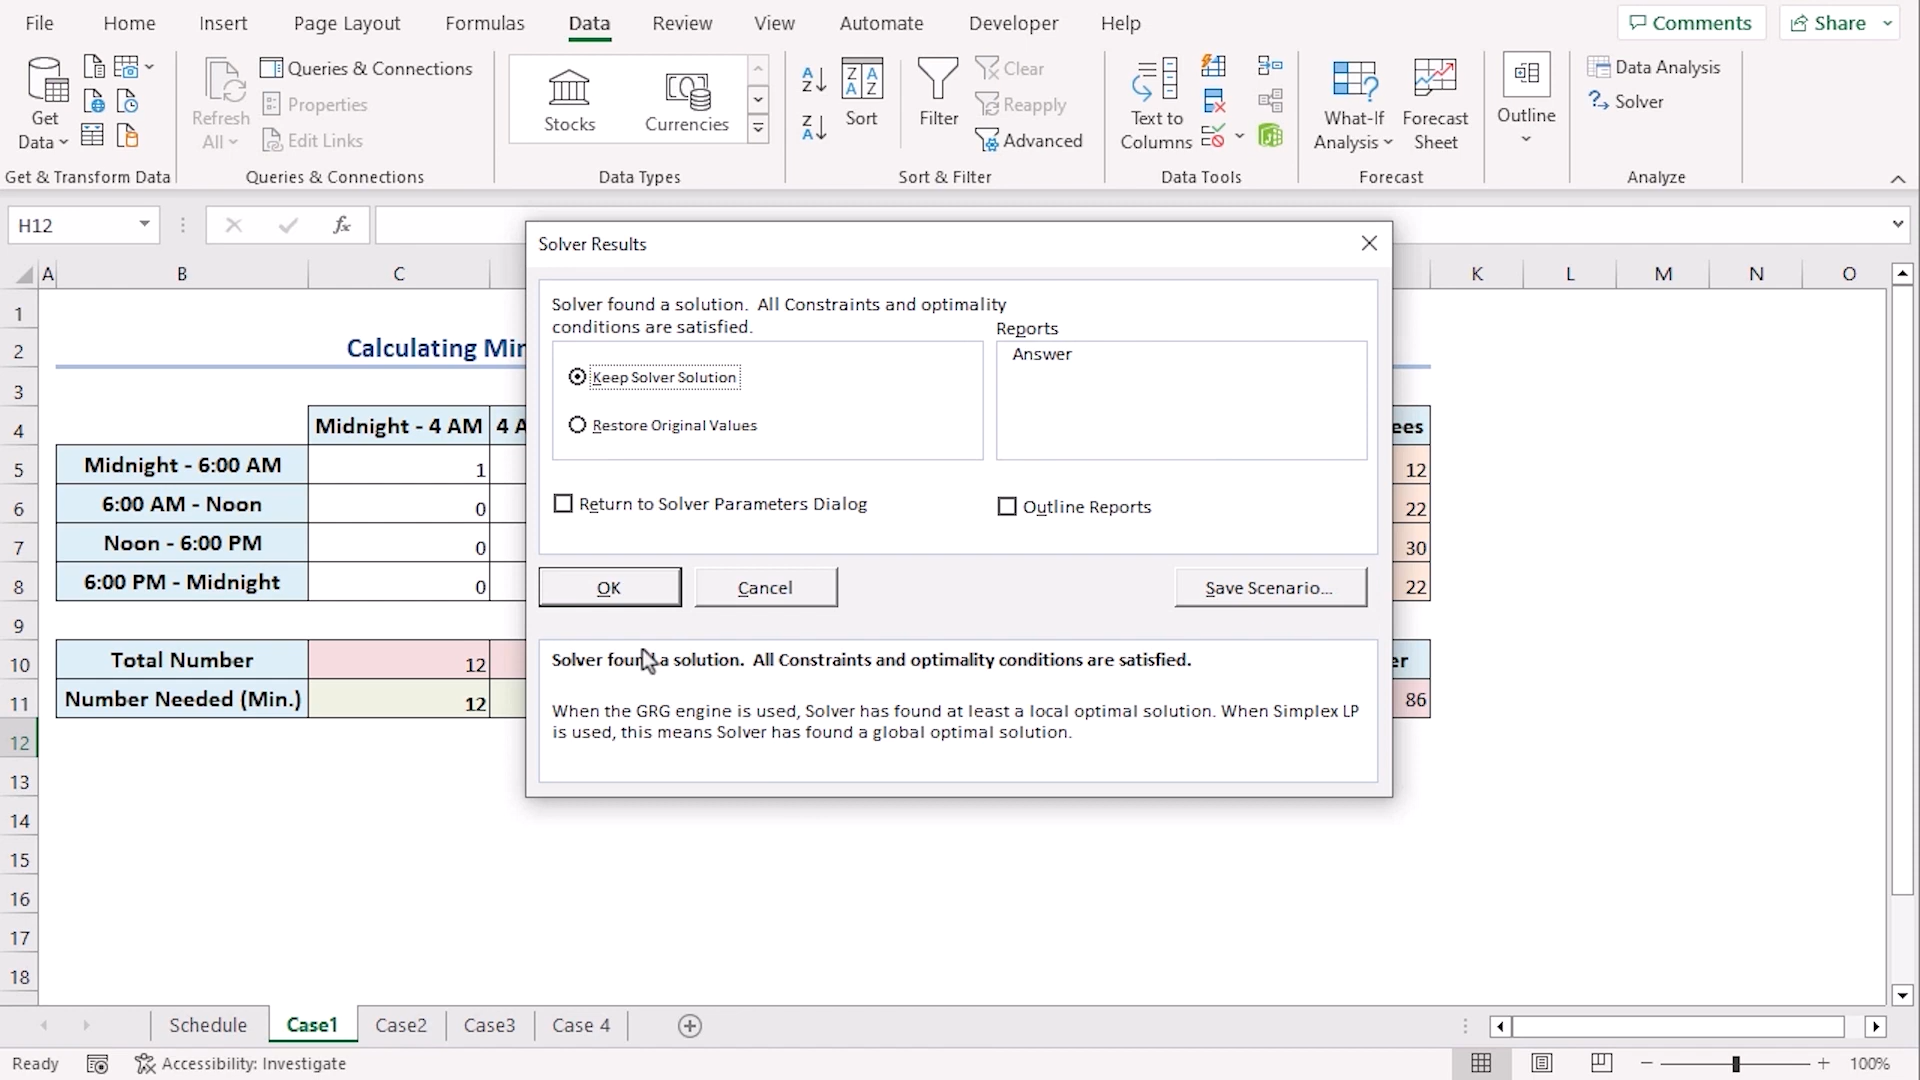 File Home Insert Page Layout Formulas Data Review View Automate Developer Help Comments Share
Get Data
Refresh All
Queries & Connections
Properties
Edit Links
Stocks
Currencies
Sort
Filter
Clear
Reapply
Advanced
Text to Columns
What-If Analysis
Forecast Sheet
Outline
Data Analysis
Solver
Get & Transform Data Queries & Connections Data Types Sort & Filter Data Tools Forecast Analyze
H12 fx
A B C K L M N O
Solver Results
Solver found a solution. All Constraints and optimality
conditions are satisfied.
Reports
Answer
Keep Solver Solution
Restore Original Values
Return to Solver Parameters Dialog
Outline Reports
OK Cancel Save Scenario...
Solver found a solution. All Constraints and optimality conditions are satisfied.
When the GRG engine is used, Solver has found at least a local optimal solution. When Simplex LP
is used, this means Solver has found a global optimal solution.
1
2 Calculating
3
4 Midnight - 4 AM
5 Midnight - 6:00 AM 1 12
6 6:00 AM - Noon 0 22
7 Noon - 6:00 PM 0 30
8 6:00 PM - Midnight 0 22
9
10 Total Number 12
11 Number Needed (Min.) 12 86
12
13
14
15
16
17
18
Schedule Case1 Case2 Case3 Case 4
Ready Accessibility: Investigate 100%